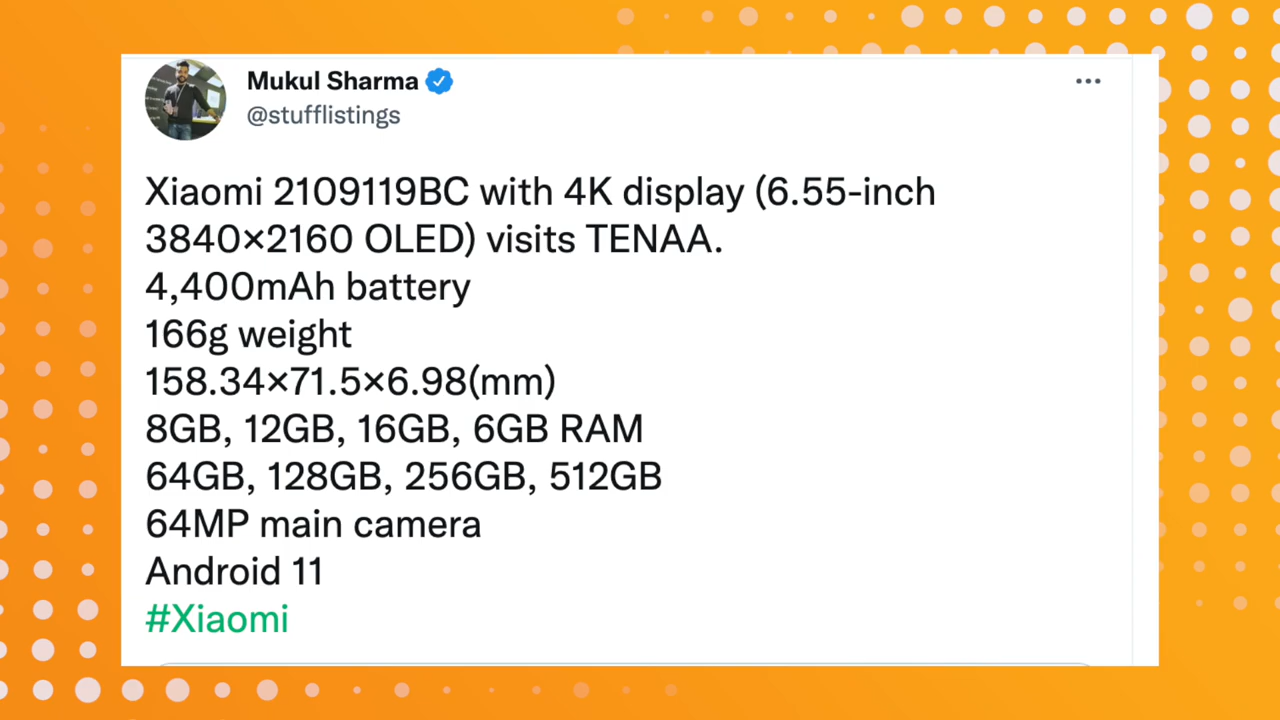 Mukul Sharma
@stufflistings
Xiaomi 2109119BC with 4K display (6.55-inch
3840×2160 OLED) visits TENAA.
4,400mAh battery
166g weight
158.34×71.5×6.98(mm)
8GB, 12GB, 16GB, 6GB RAM
64GB, 128GB, 256GB, 512GB
64MP main camera
Android 11
#Xiaomi